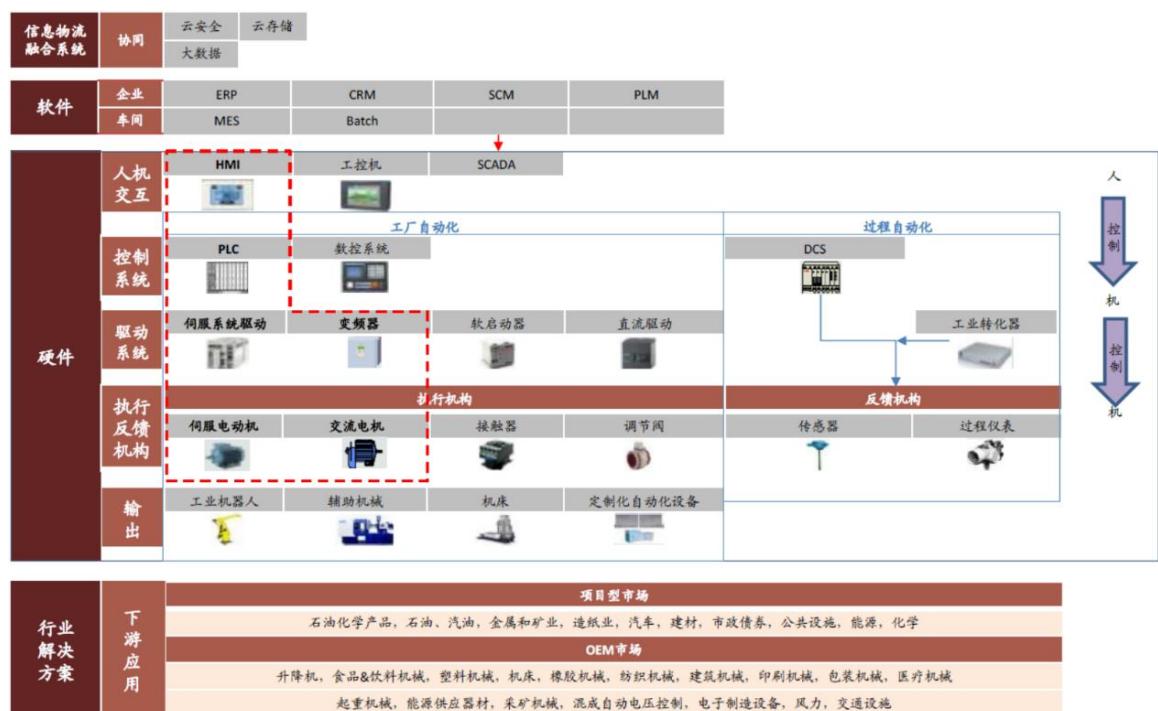 信息物流
融合系统
协同
云安全
云存储
大数据
软件
企业
ERP
CRM
SCM
PLM
车间
MES
Batch
硬件
人机
交互
HMI
工控机
SCADA
工厂自动化
过程自动化
控制
系统
PLC
数控系统
DCS
驱动
系统
伺服系统驱动
变频器
软启动器
直流驱动
工业转化器
执行
反馈
机构
执行机构
反馈机构
伺服电动机
交流电机
接触器
调节阀
传感器
过程仪表
输
出
工业机器人
辅助机械
机床
定制化自动化设备
人
控
制
机
控
制
机
行业
解决
方案
下
游
应
用
项目型市场
石油化学产品，石油、汽油，金属和矿业，造纸业，汽车，建材，市政债券，公共设施，能源，化学
OEM市场
升降机，食品&饮料机械，塑料机械，机床，橡胶机械，纺织机械，建筑机械，印刷机械，包装机械，医疗机械
起重机械，能源供应器材，采矿机械，混成自动电压控制，电子制造设备，风力，交通设施